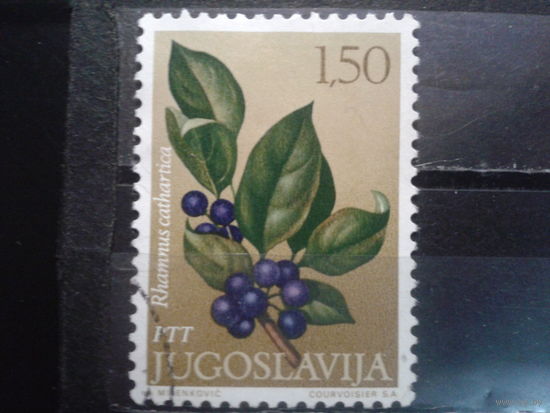 1,50
Rhamnus cathartica
PTT
JUGOSLAVIJA
COURVOISIER S.A.